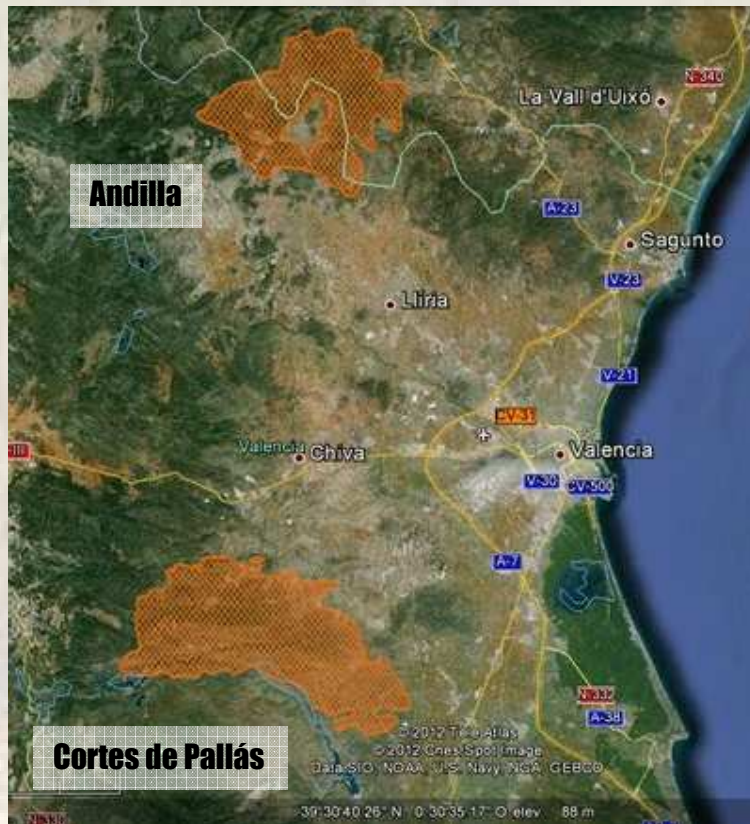 N-340
La Vall d'Uixó
Andilla
A-23
Sagunto
V-23
Llíria
V-21
CV-31
Valencia
Chiva
Valencia
V-30
CV-500
A-7
N-332
A-38
Cortes de Pallás
© 2012 Tele Atlas
© 2012 Cnes/Spot Image
Data SIO, NOAA, U.S. Navy, NGA, GEBCO
39°30'40.26" N 0°30'35.17" O elev 88 m